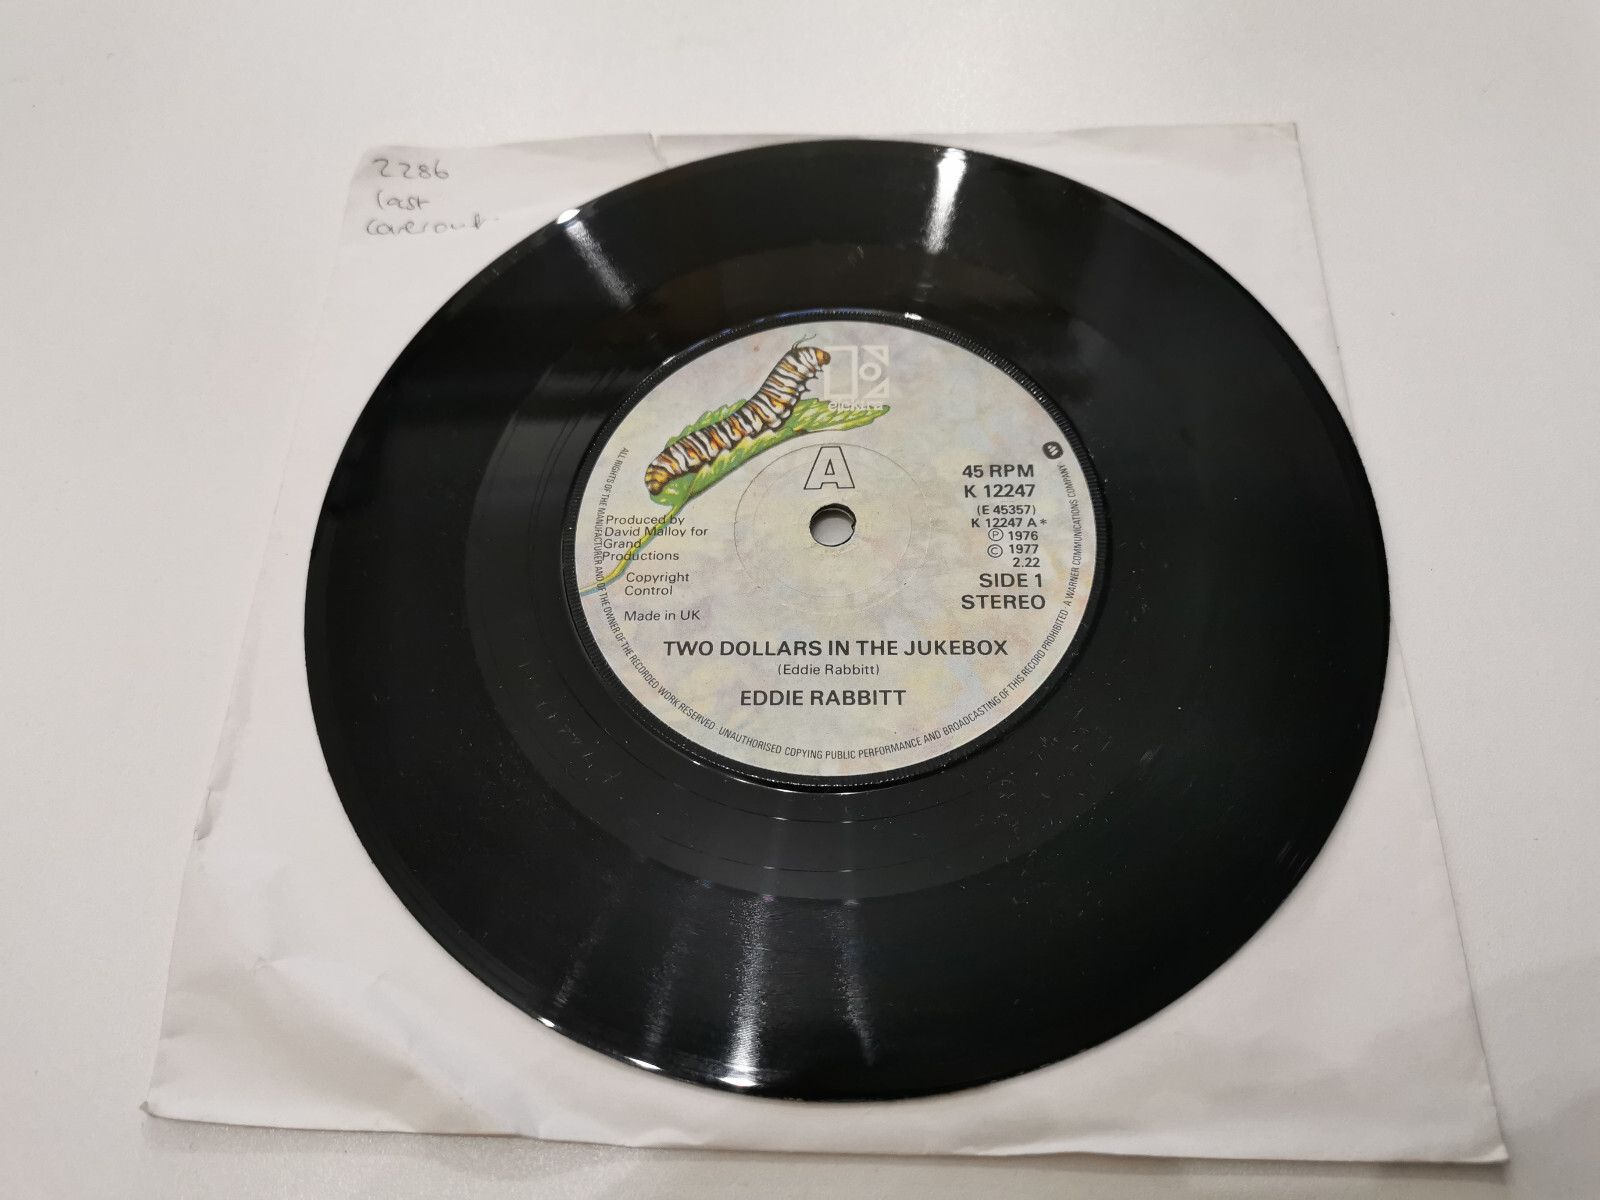 2286
last
elektra
A
45 RPM
K 12247
(E 45357)
K 12247 A*
Ⓟ 1976
© 1977
2.22
SIDE 1
STEREO
Produced by
David Malloy for
Grand
Productions
Copyright
Control
Made in UK
TWO DOLLARS IN THE JUKEBOX
(Eddie Rabbitt)
EDDIE RABBITT
ALL RIGHTS OF THE MANUFACTURER AND OF THE OWNER OF THE RECORDED WORK RESERVED · UNAUTHORISED COPYING PUBLIC PERFORMANCE AND BROADCASTING OF THIS RECORD PROHIBITED A WARNER COMMUNICATIONS COMPANY